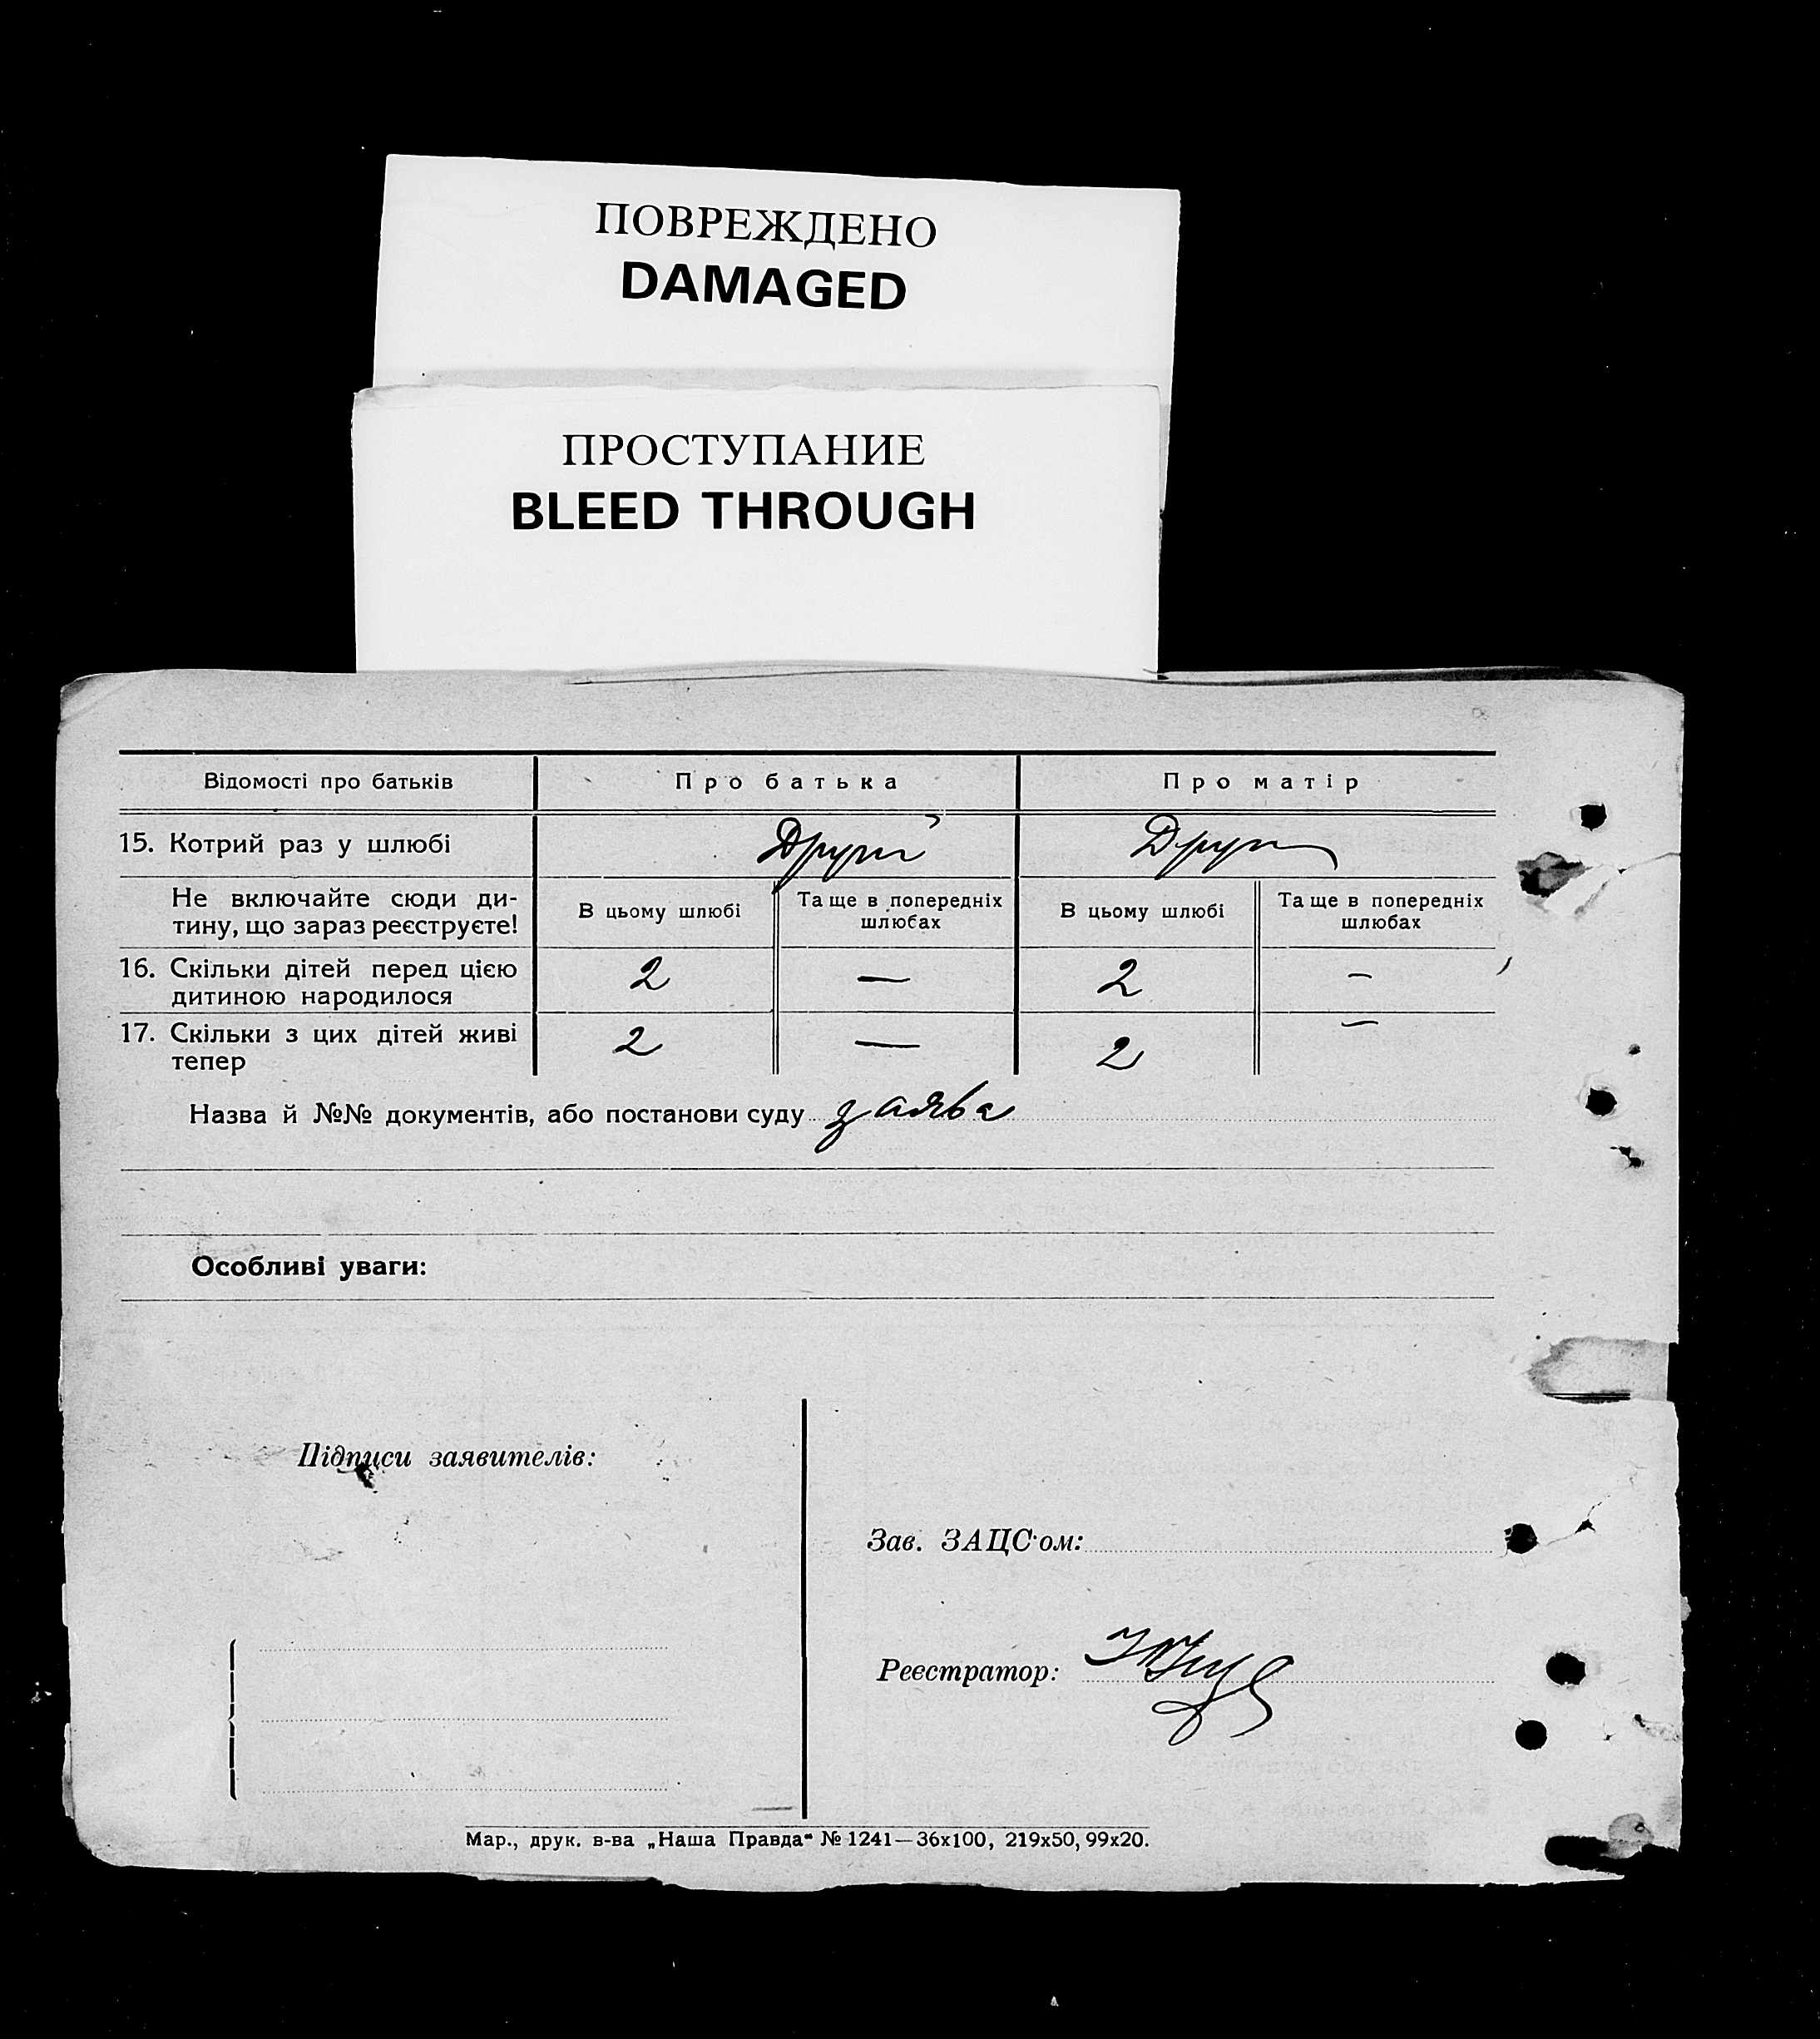 ПОВРЕЖДЕНО
DAMAGED
ПРОСТУПАНИЕ
BLEED THROUGH
Відомості про батьків Про батька Про матір
15. Котрий раз у шлюбі Другий Друг
Не включайте сюди ди-
тину, що зараз реєструєте!
В цьому шлюбі
Та ще в попередніх
шлюбах
В цьому шлюбі
Та ще в попередніх
шлюбах
16. Скільки дітей перед цією
дитиною народилося
2 — 2 —
17. Скільки з цих дітей живі
тепер
2 — 2 —
Назва й №№ документів, або постанови суду заява
Особливі уваги:
Підписи заявителів:
Зав. ЗАЦС'ом:
Реєстратор:
Мар., друк. в-ва „Наша Правда“ № 1241—36х100, 219х50, 99х20.